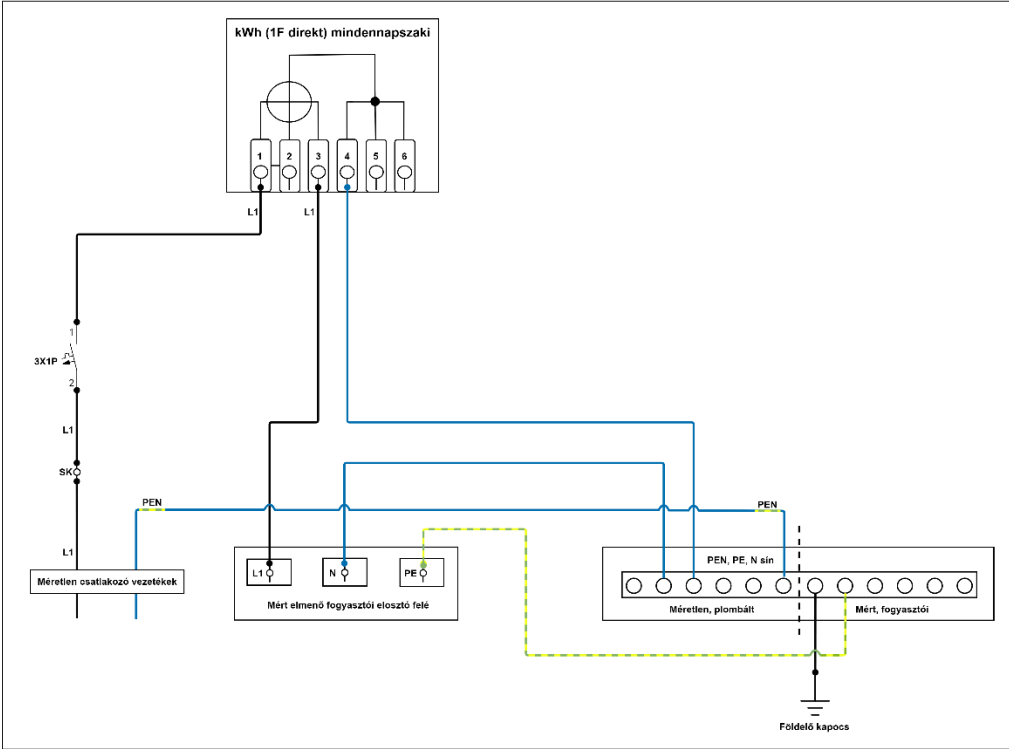 kWh (1F direkt) mindennapszaki
1 2 3 4 5 6
L1 L1
1
3X1P
2
L1
SK
PEN PEN
L1
PEN, PE, N sín
L1 N PE
Méretlen csatlakozó vezetékek
Mért elmenő fogyasztói elosztó felé
Méretlen, plombált Mért, fogyasztói
Földelő kapocs